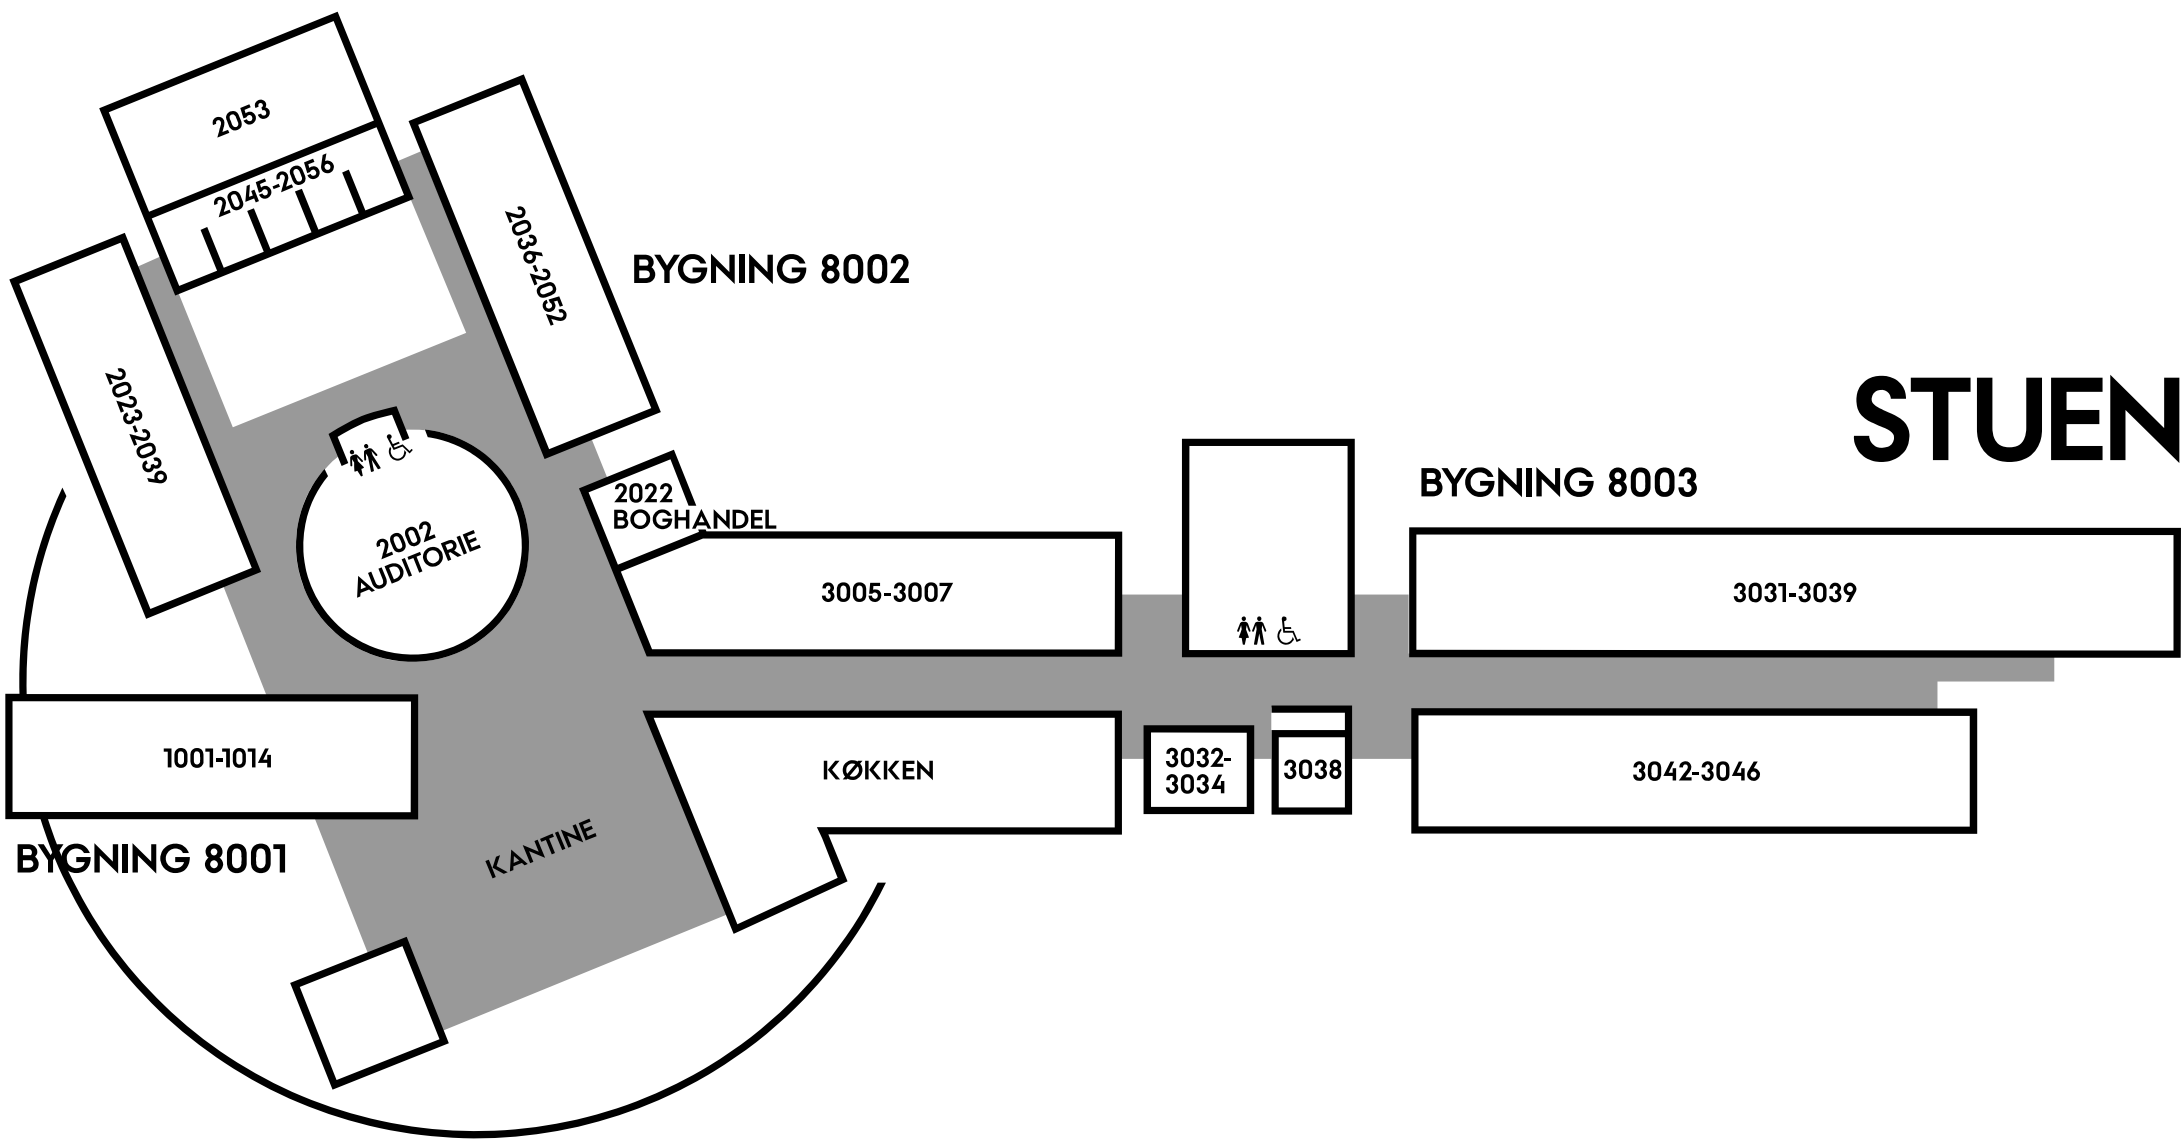 2053
2045-2056
2036-2052
BYGNING 8002
2023-2039
STUEN
BYGNING 8003
2022
BOGHANDEL
2002
AUDITORIE
3005-3007
3031-3039
1001-1014
KØKKEN
3032-
3034
3038
3042-3046
KANTINE
BYGNING 8001